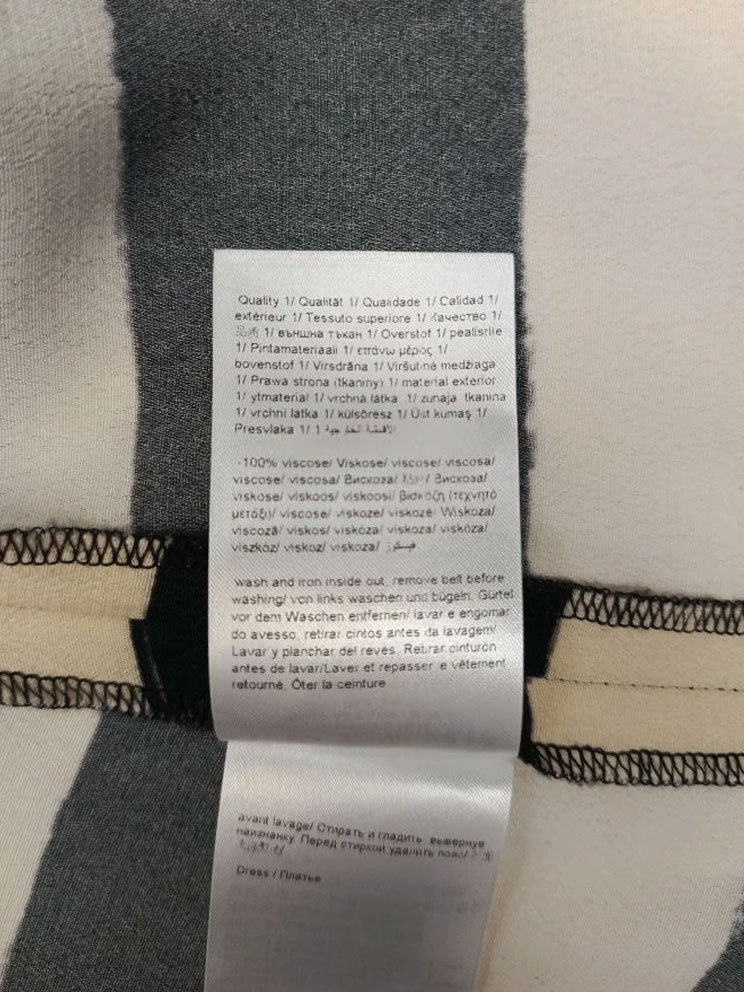 Quality 1/ Qualität 1/ Qualidade 1/ Calidad 1/
extérieur 1/ Tessuto superiore 1/ Качество 1/
1/ външна тъкан 1/ Overstof 1/ pealisriie
1/ Pintamateriaali 1/ επάνω μέρος 1/
bovenstof 1/ Virsdrāna 1/ Viršutinė medžiaga
1/ Prawa strona (tkaniny) 1/ material exterior
1/ ytmaterial 1/ vrchná látka 1/ zunaja tkanina
1/ vrchní látka 1/ külsőrész 1/ Üst kumaş 1/
Presvlaka 1/ 1 الأقمشة الخارجية
-100% viscose/ Viskose/ viscose/ viscosa/
viscose/ viscosa/ Вискоза/ Вискоза/
viskose/ viskoos/ viskoosi/ βισκόζη (τεχνητό
μετάξι)/ viscose/ viskoze/ viskozė/ Wiskoza/
viscoză/ viskos/ viskóza/ viskoza/ viskóza/
viszkóz/ viskoz/ viskoza/ فيسكوز
wash and iron inside out, remove belt before
washing/ von links waschen und bügeln. Gürtel
vor dem Waschen entfernen/ lavar e engomar
do avesso, retirar cintos antes da lavagem/
Lavar y planchar del revés. Retirar cinturón
antes de lavar/Laver et repasser e vêtement
retourné. Ôter la ceinture
avant lavage/ Стирать и гладить вывернув
наизнанку. Перед стиркой удалить пояс/
Dress / Платье